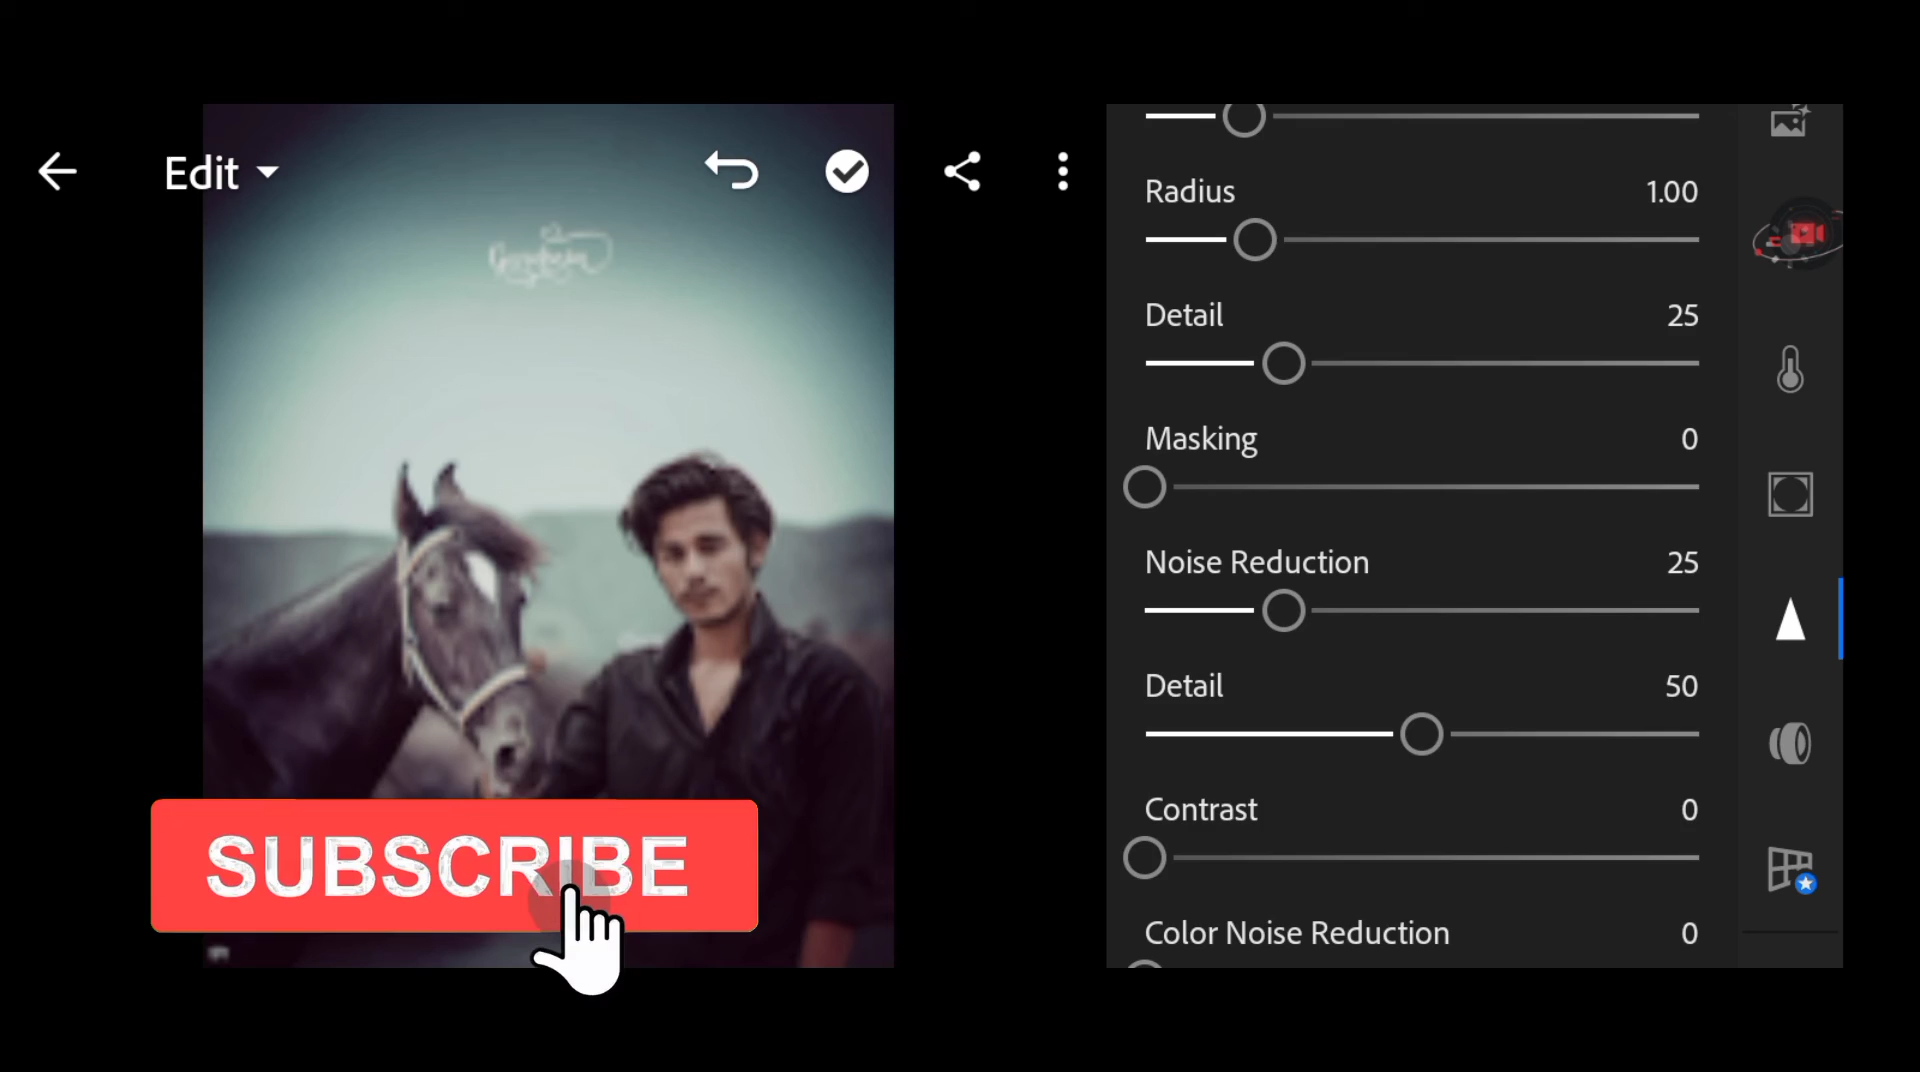 Edit
Radius 1.00
Detail 25
Masking 0
Noise Reduction 25
Detail 50
Contrast 0
Color Noise Reduction 0
SUBSCRIBE